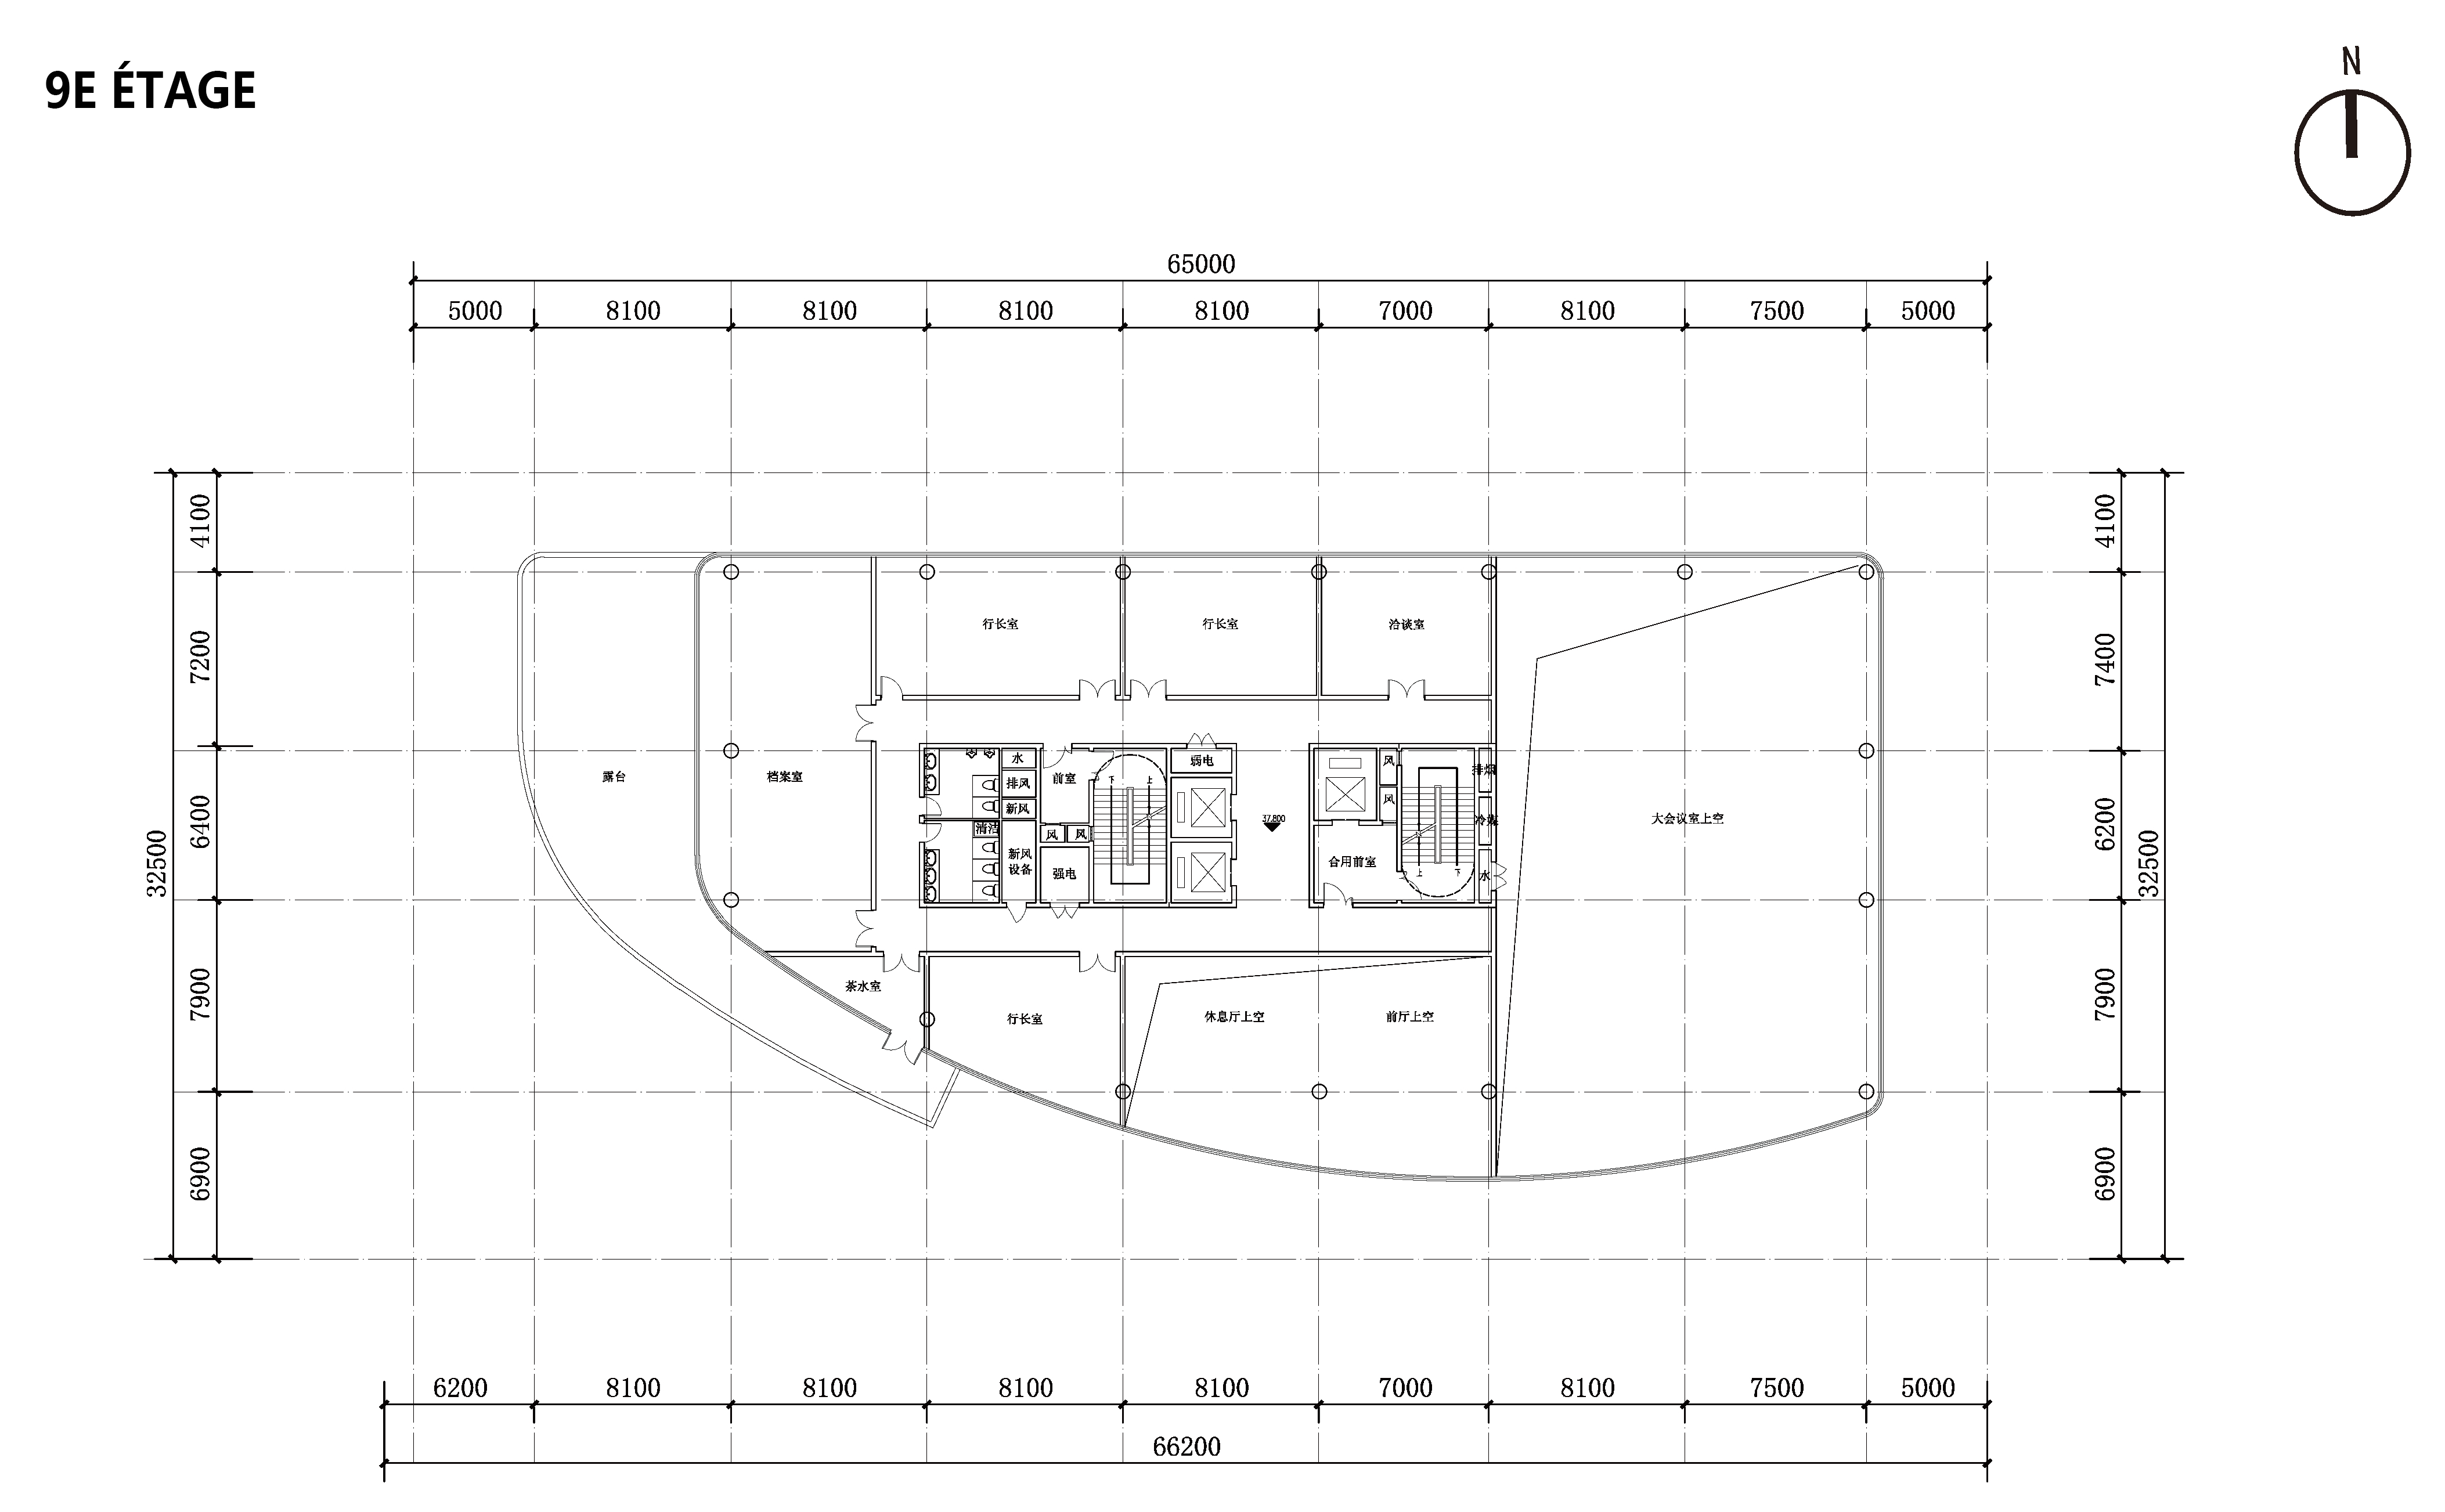 9E ÉTAGE
N
65000
5000 8100 8100 8100 8100 7000 8100 7500 5000
4100
7200
6400
7900
6900
32500
4100
7400
6200
7900
6900
32500
行长室 行长室 洽谈室
露台 档案室
水
排风
新风
清洁
新风
设备
前室
风 风
强电
下 上
弱电
37.800
风
风
合用前室
上 下
排烟
冷媒
水
大会议室上空
茶水室
行长室
休息厅上空 前厅上空
6200 8100 8100 8100 8100 7000 8100 7500 5000
66200